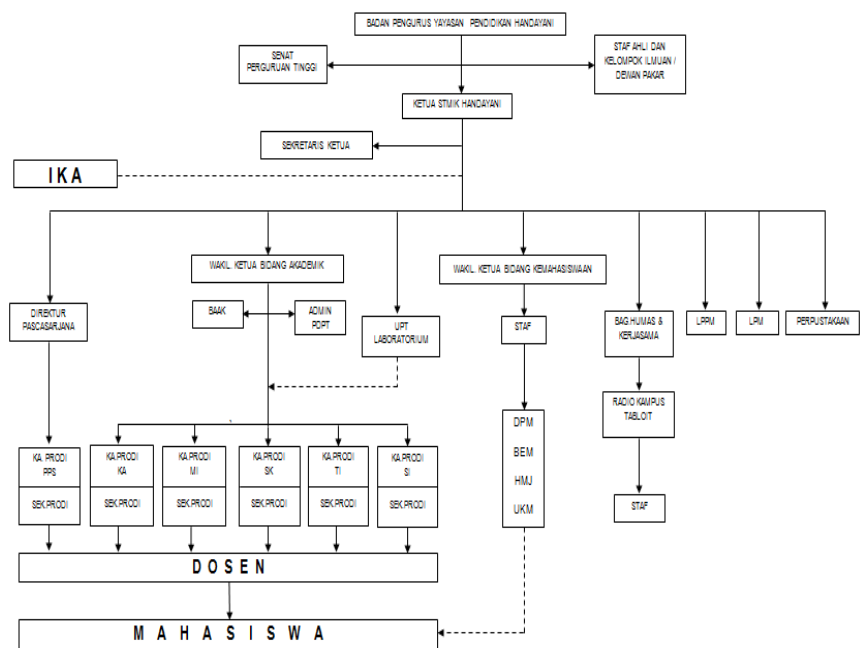 BADAN PENGURUS YAYASAN PENDIDIKAN HANDAYANI
SENAT
PERGURUAN TINGGI
STAF AHLI DAN
KELOMPOK ILMUAN /
DEWAN PAKAR
KETUA STMIK HANDAYANI
SEKRETARIS KETUA
IKA
WAKIL. KETUA BIDANG AKADEMIK
WAKIL. KETUA BIDANG KEMAHASISWAAN
DIREKTUR
PASCASARJANA
BAAK
ADMIN
PDPT
UPT
LABORATORIUM
STAF
BAG.HUMAS &
KERJASAMA
LPPM
LPM
PERPUSTAKAAN
RADIO KAMPUS
TABLOIT
STAF
DPM
BEM
HMJ
UKM
KA. PRODI
PPS
SEK.PRODI
KA.PRODI
KA
SEK.PRODI
KA.PRODI
MI
SEK.PRODI
KA.PRODI
SK
SEK.PRODI
KA.PRODI
TI
SEK.PRODI
KA.PRODI
SI
SEK.PRODI
DOSEN
MAHASISWA